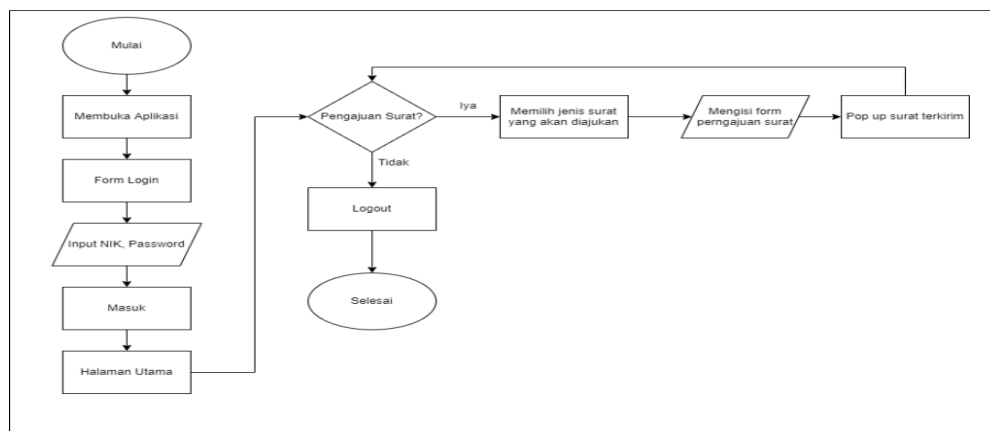 Mulai
Membuka Aplikasi
Form Login
Input NIK, Password
Masuk
Halaman Utama
Pengajuan Surat?
Iya
Memilih jenis surat
yang akan diajukan
Mengisi form
perngajuan surat
Pop up surat terkirim
Tidak
Logout
Selesai